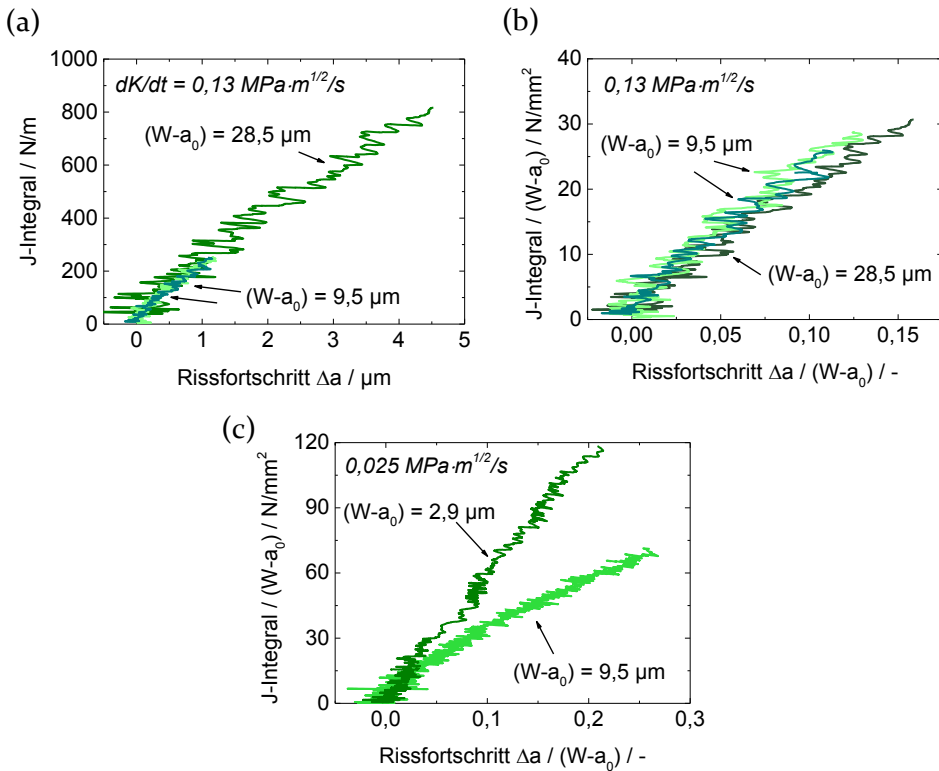 (a)
1000
800
600
400
200
0
J-Integral / N/m
dK/dt = 0,13 MPa·m^{1/2}/s
(W-a₀) = 28,5 µm
(W-a₀) = 9,5 µm
0 1 2 3 4 5
Rissfortschritt Δa / µm
(b)
40
30
20
10
0
J-Integral / (W-a₀) / N/mm²
0,13 MPa·m^{1/2}/s
(W-a₀) =
9,5 µm
(W-a₀) =
28,5 µm
0,00 0,05 0,10 0,15
Rissfortschritt Δa / (W-a₀) / -
(c)
120
90
60
30
0
J-Integral / (W-a₀) / N/mm²
0,025 MPa·m^{1/2}/s
(W-a₀) = 2,9 µm
(W-a₀) =
9,5 µm
0,0 0,1 0,2 0,3
Rissfortschritt Δa / (W-a₀) / -